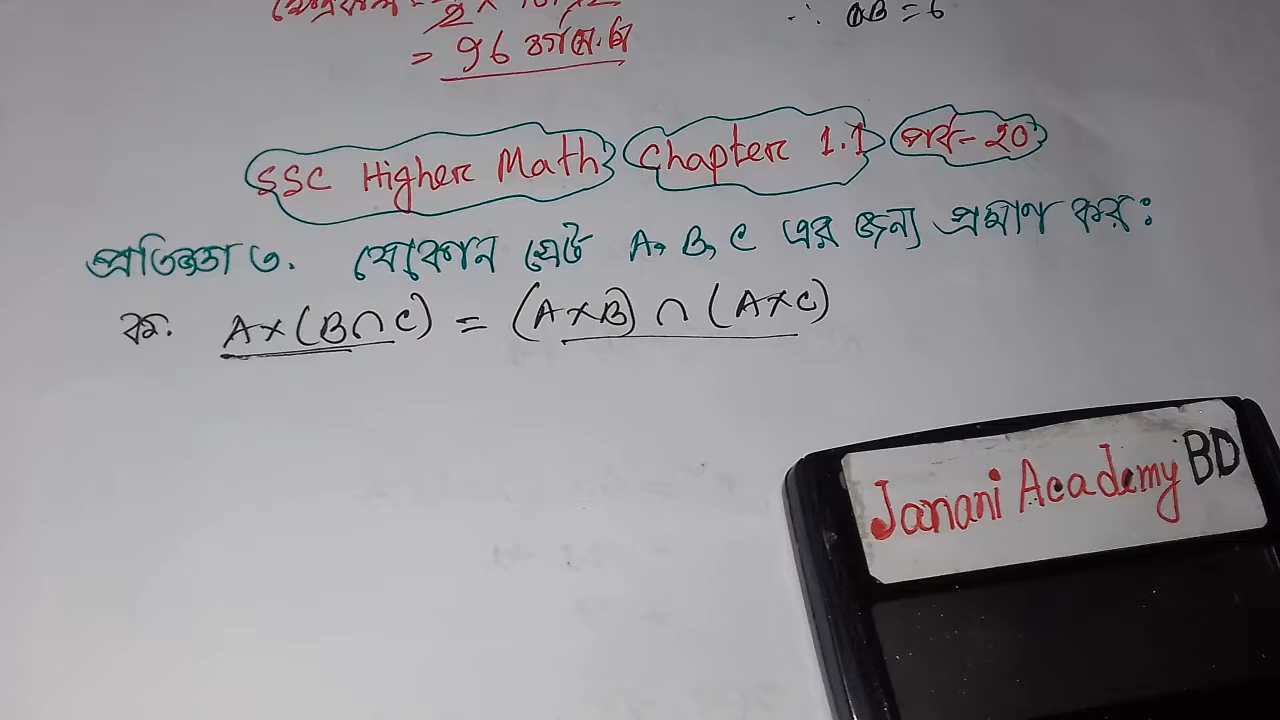 = 96 বর্গ সে.মি
∴ AB = 6
SSC Higher Math Chapter 1.1 পর্ব- 20
প্রতিজ্ঞা ৩. যেকোন সেট A, B, C এর জন্য প্রমাণ কর:
ক. A×(B∩C) = (A×B) ∩ (A×C)
Janani Academy BD